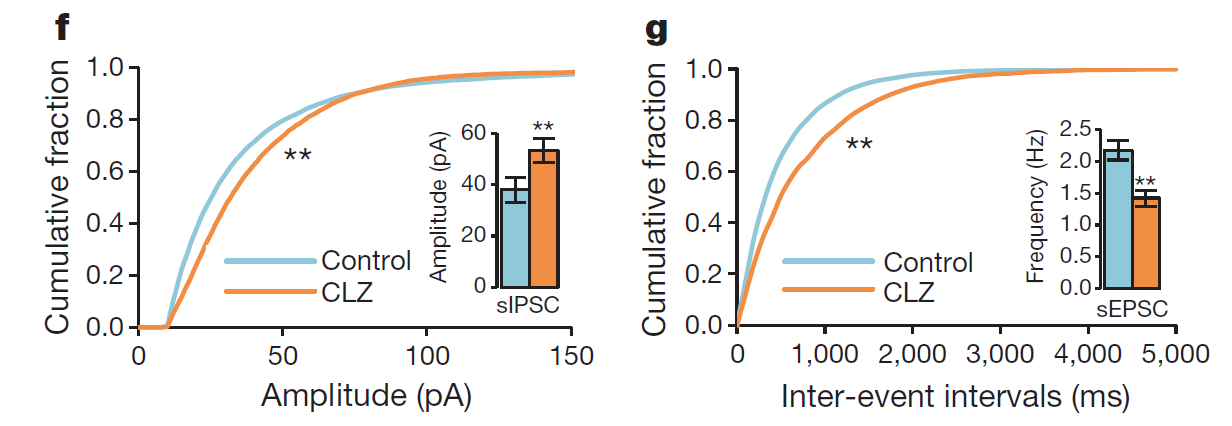 f
Cumulative fraction
1.0
0.8
0.6
0.4
0.2
0.0
0
50
100
150
Amplitude (pA)
**
Control
CLZ
Amplitude (pA)
60
40
20
0
**
sIPSC
g
Cumulative fraction
1.0
0.8
0.6
0.4
0.2
0.0
0
1,000
2,000
3,000
4,000
5,000
Inter-event intervals (ms)
**
Control
CLZ
Frequency (Hz)
2.5
2.0
1.5
1.0
0.5
0.0
**
sEPSC